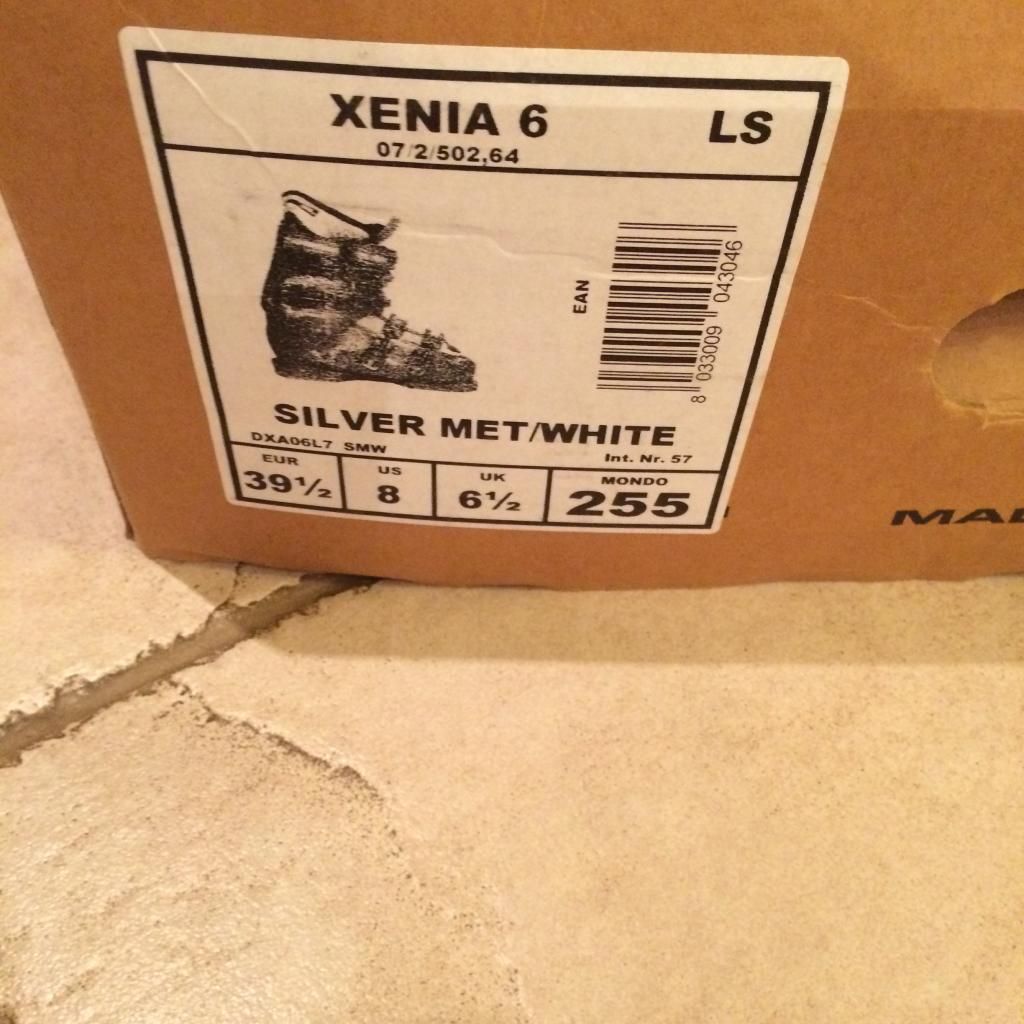 XENIA 6
LS
07/2/502,64
EAN
8 033009 043046
SILVER MET/WHITE
DXA06L7 SMW
Int. Nr. 57
EUR
39½
US
8
UK
6½
MONDO
255